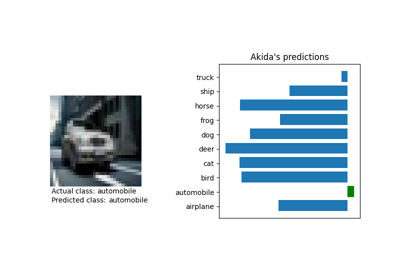 Akida's predictions
truck
ship
horse
frog
dog
deer
cat
bird
automobile
airplane
Actual class: automobile
Predicted class: automobile